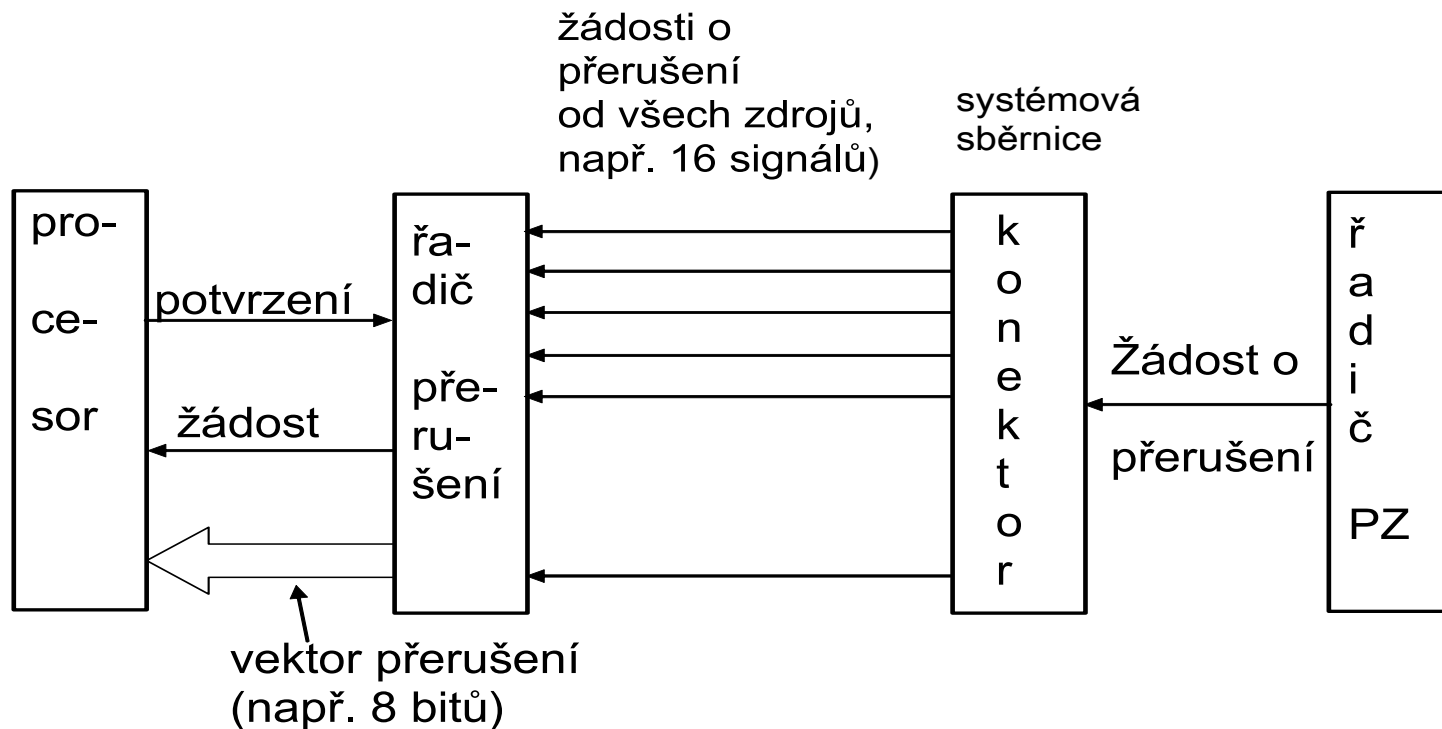 žádosti o
přerušení
od všech zdrojů,
např. 16 signálů)
systémová
sběrnice
pro-
ce-
sor
potvrzení
žádost
řa-
dič
pře-
ru-
šení
k
o
n
e
k
t
o
r
Žádost o
přerušení
ř
a
d
i
č
PZ
vektor přerušení
(např. 8 bitů)